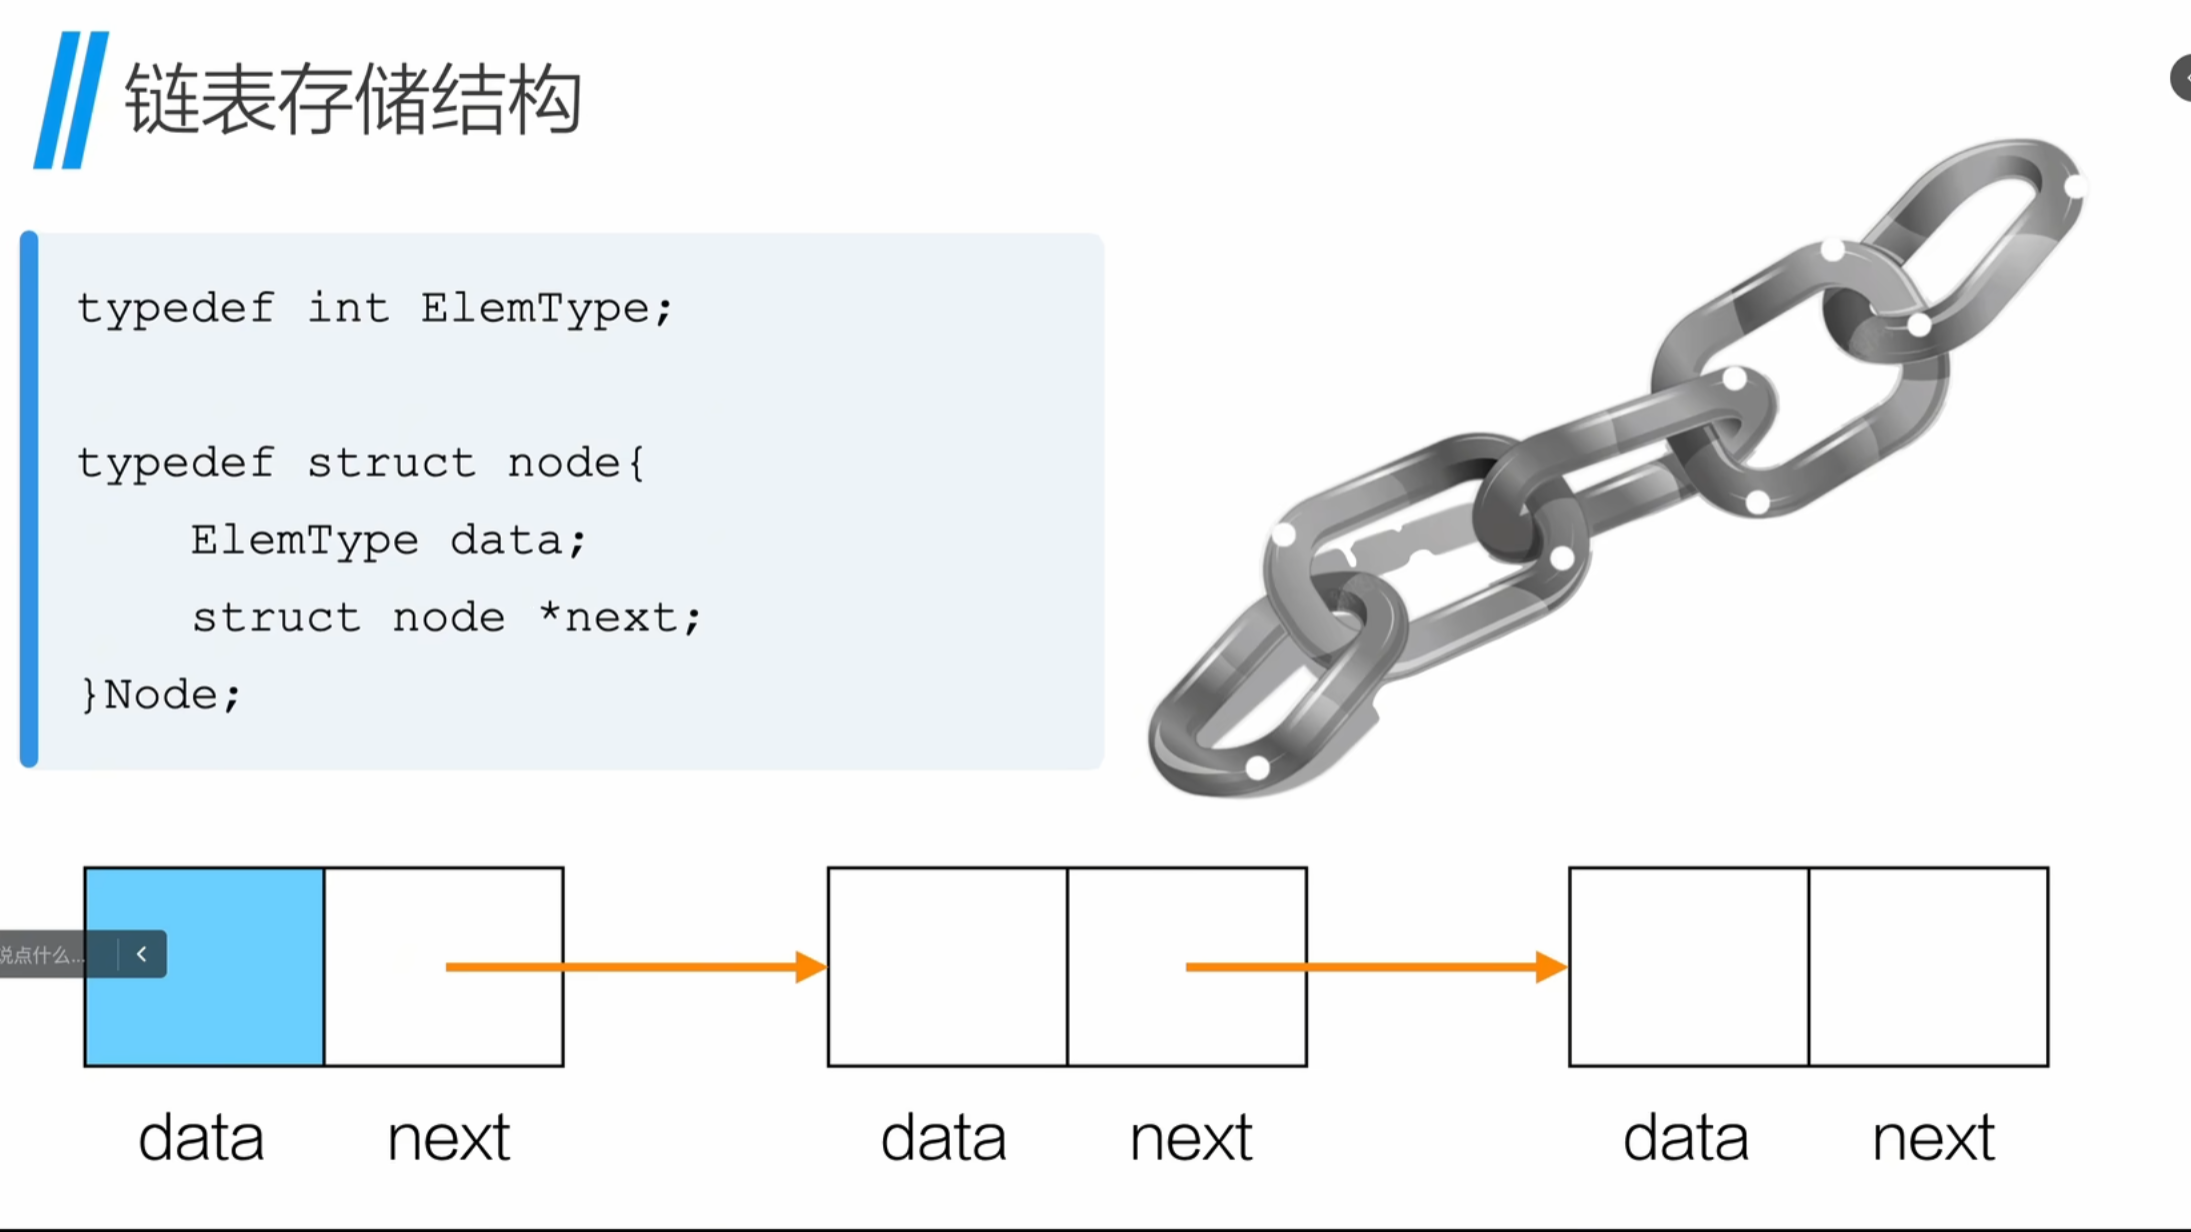 链表存储结构
typedef int ElemType;
typedef struct node{
ElemType data;
struct node *next;
}Node;
说点什么...
data next data next data next